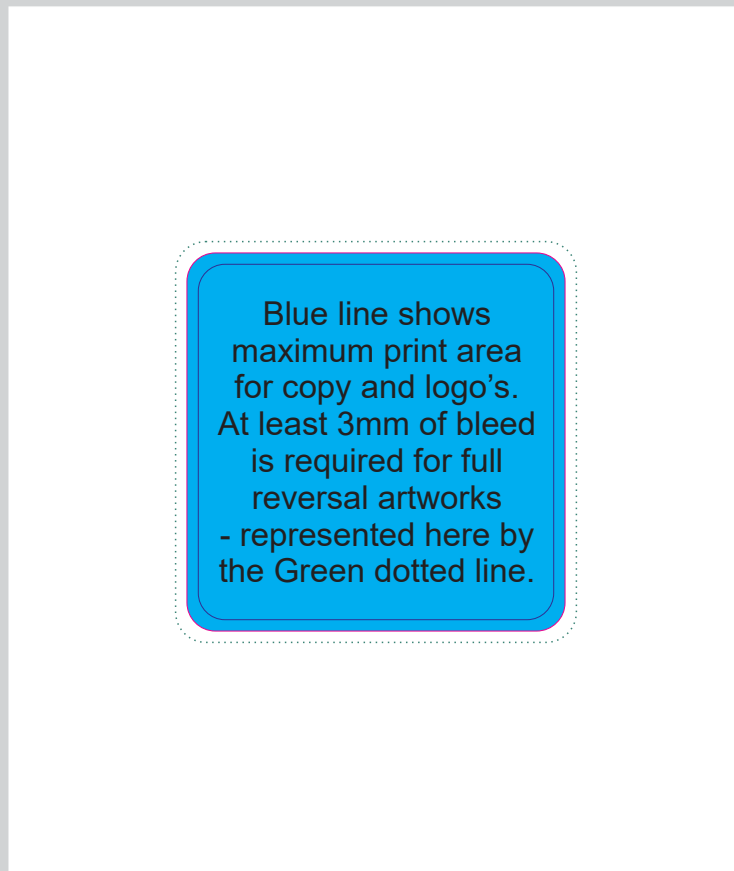 Blue line shows
maximum print area
for copy and logo’s.
At least 3mm of bleed
is required for full
reversal artworks
- represented here by
the Green dotted line.